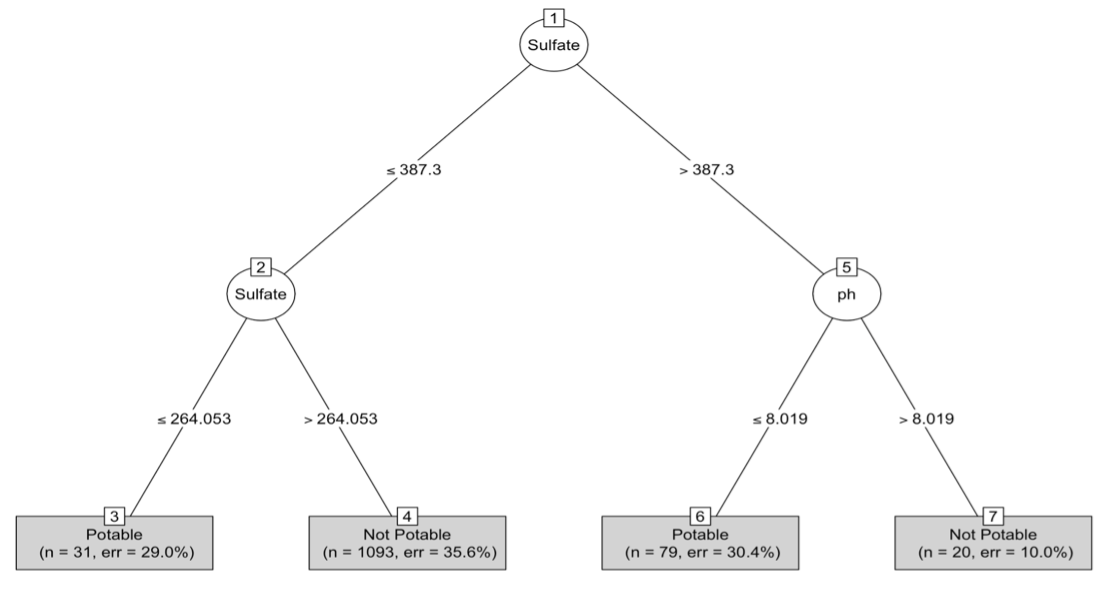 1
Sulfate
≤ 387.3
> 387.3
2
Sulfate
5
ph
≤ 264.053
> 264.053
≤ 8.019
> 8.019
3
Potable
(n = 31, err = 29.0%)
4
Not Potable
(n = 1093, err = 35.6%)
6
Potable
(n = 79, err = 30.4%)
7
Not Potable
(n = 20, err = 10.0%)